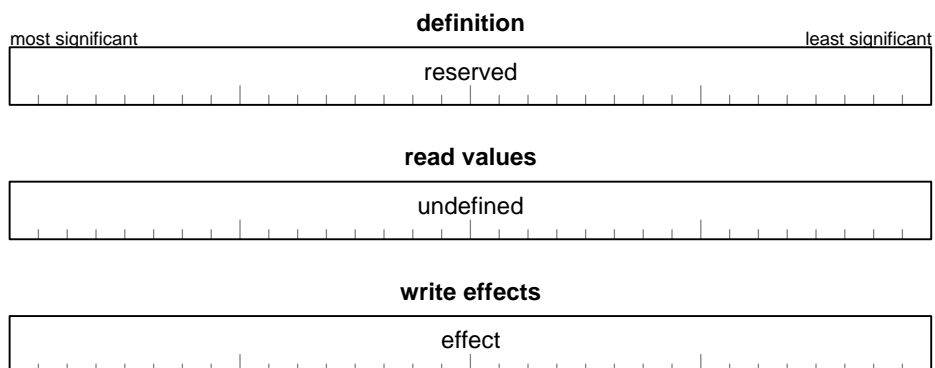 definition
most significant least significant
reserved
read values
undefined
write effects
effect